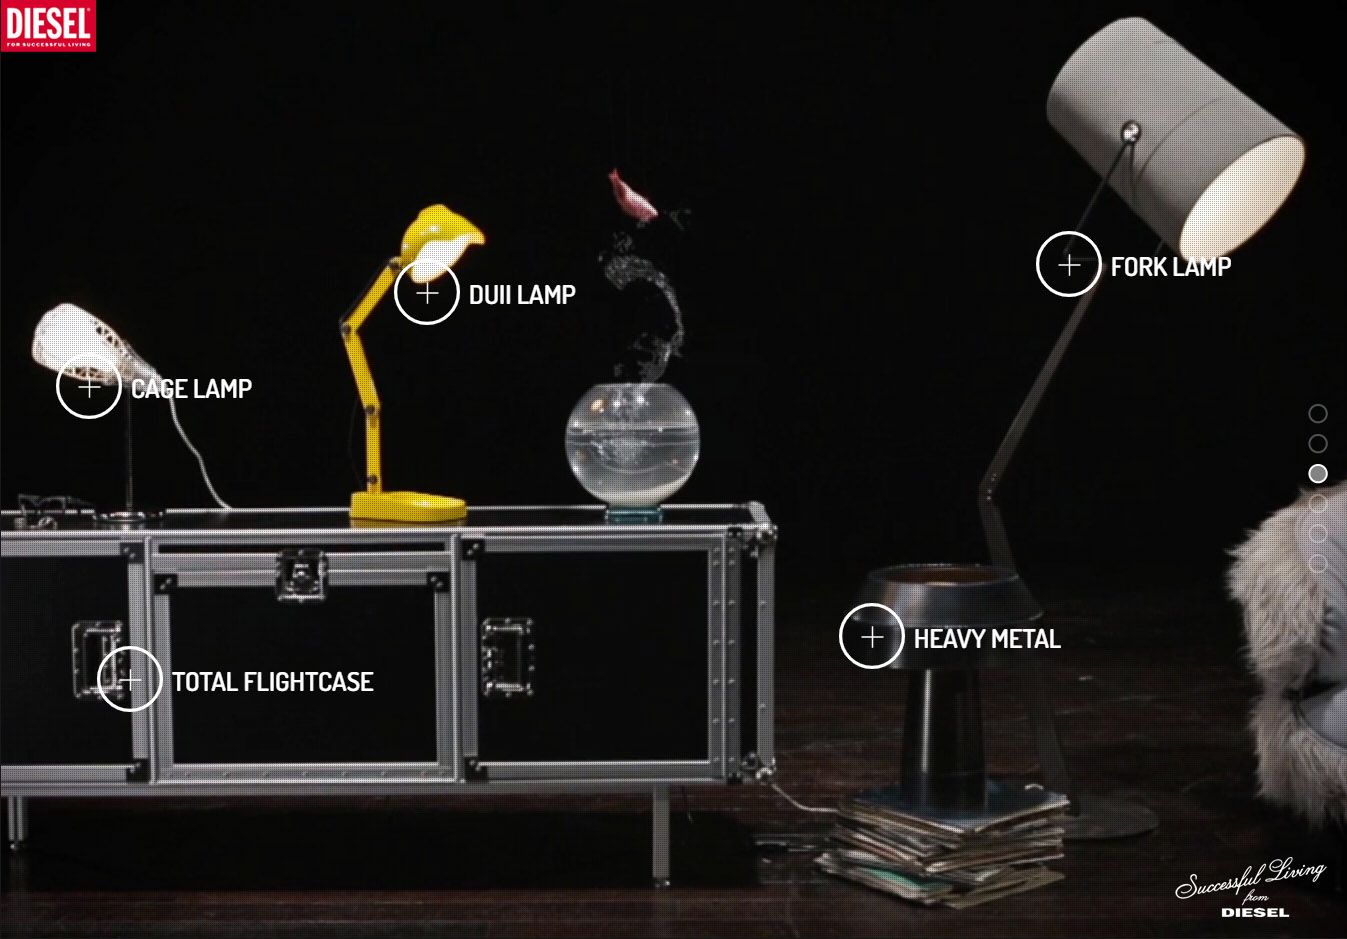 DIESEL
FOR SUCCESSFUL LIVING
FORK LAMP
DUII LAMP
CAGE LAMP
HEAVY METAL
TOTAL FLIGHTCASE
Successful Living
from
DIESEL